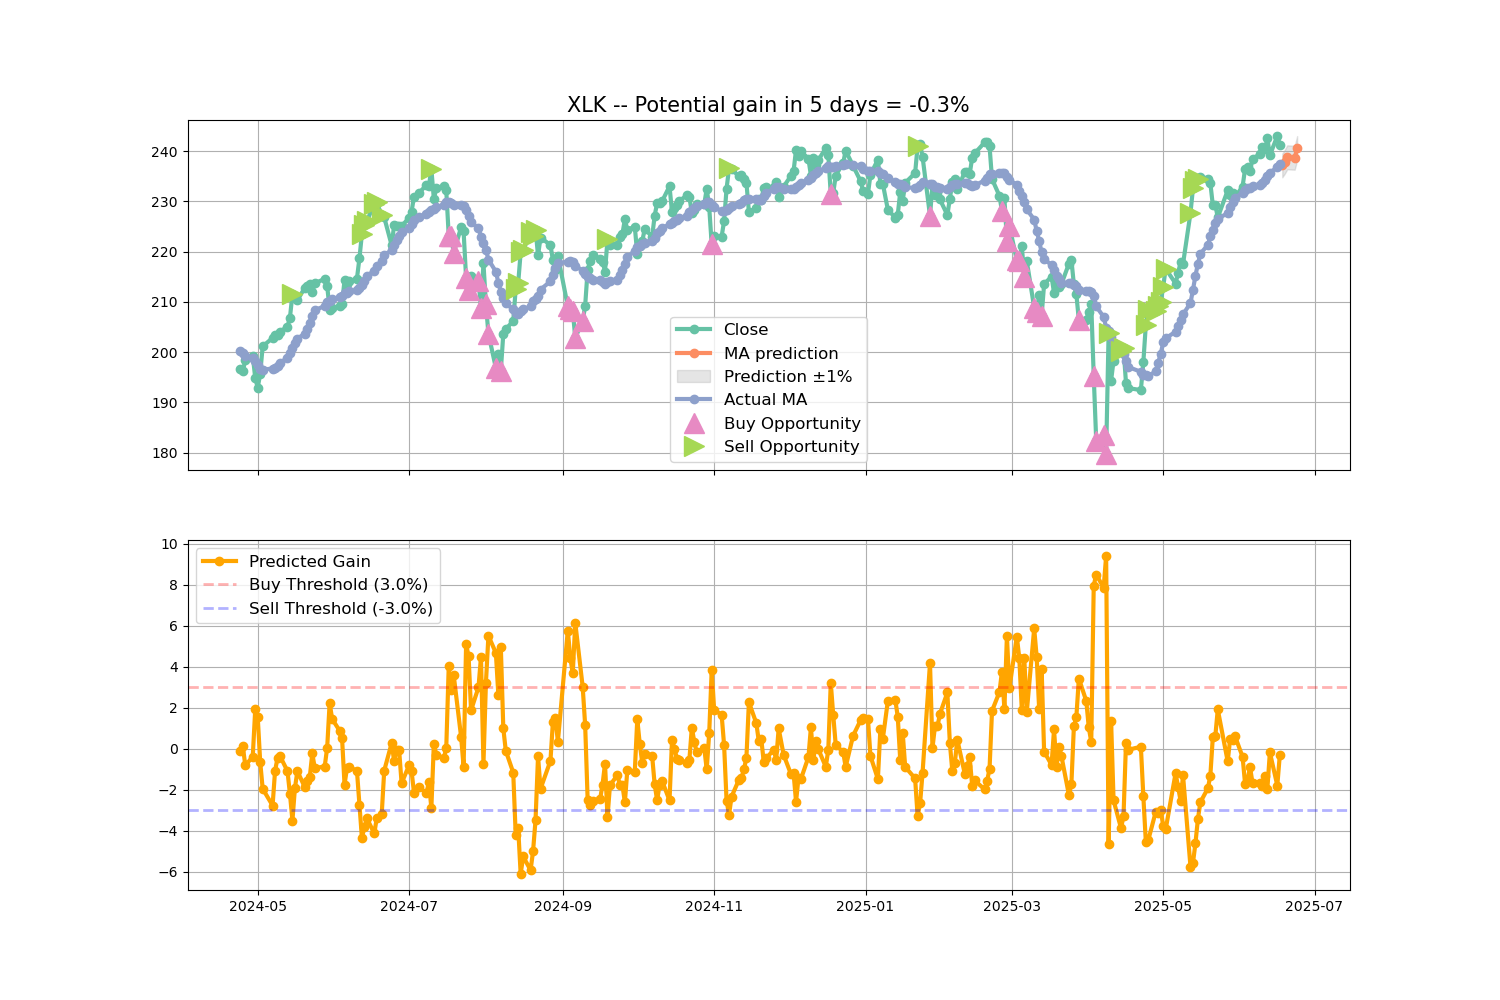 XLK -- Potential gain in 5 days = -0.3%
240
230
220
210
200
190
180
Close
MA prediction
Prediction ±1%
Actual MA
Buy Opportunity
Sell Opportunity
10
8
6
4
2
0
−2
−4
−6
Predicted Gain
Buy Threshold (3.0%)
Sell Threshold (-3.0%)
2024-05
2024-07
2024-09
2024-11
2025-01
2025-03
2025-05
2025-07